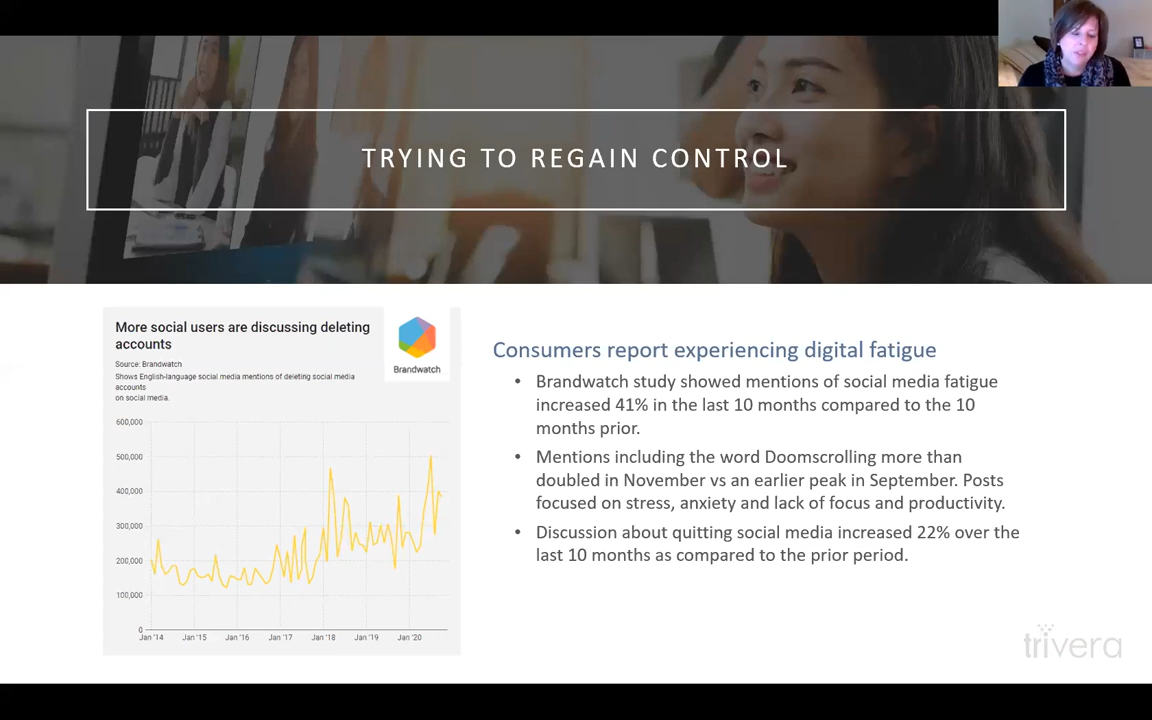 TRYING TO REGAIN CONTROL
More social users are discussing deleting
accounts
Source: Brandwatch
Shows English-language social media mentions of deleting social media
accounts
on social media.
Brandwatch
600,000
500,000
400,000
300,000
200,000
100,000
0
Jan '14 Jan '15 Jan '16 Jan '17 Jan '18 Jan '19 Jan '20
Consumers report experiencing digital fatigue
• Brandwatch study showed mentions of social media fatigue
increased 41% in the last 10 months compared to the 10
months prior.
• Mentions including the word Doomscrolling more than
doubled in November vs an earlier peak in September. Posts
focused on stress, anxiety and lack of focus and productivity.
• Discussion about quitting social media increased 22% over the
last 10 months as compared to the prior period.
trivera